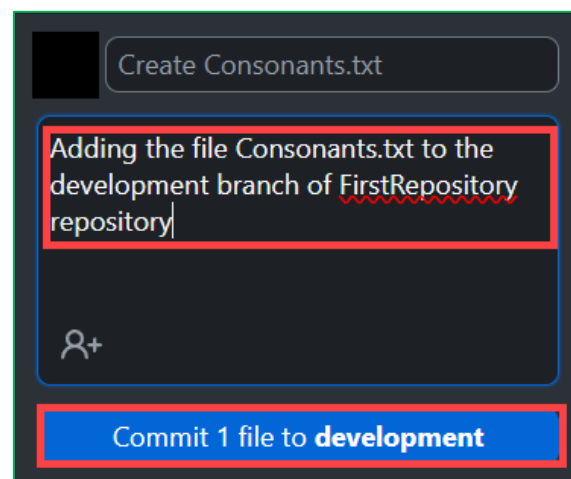 Create Consonants.txt
Adding the file Consonants.txt to the
development branch of FirstRepository
repository
Commit 1 file to development